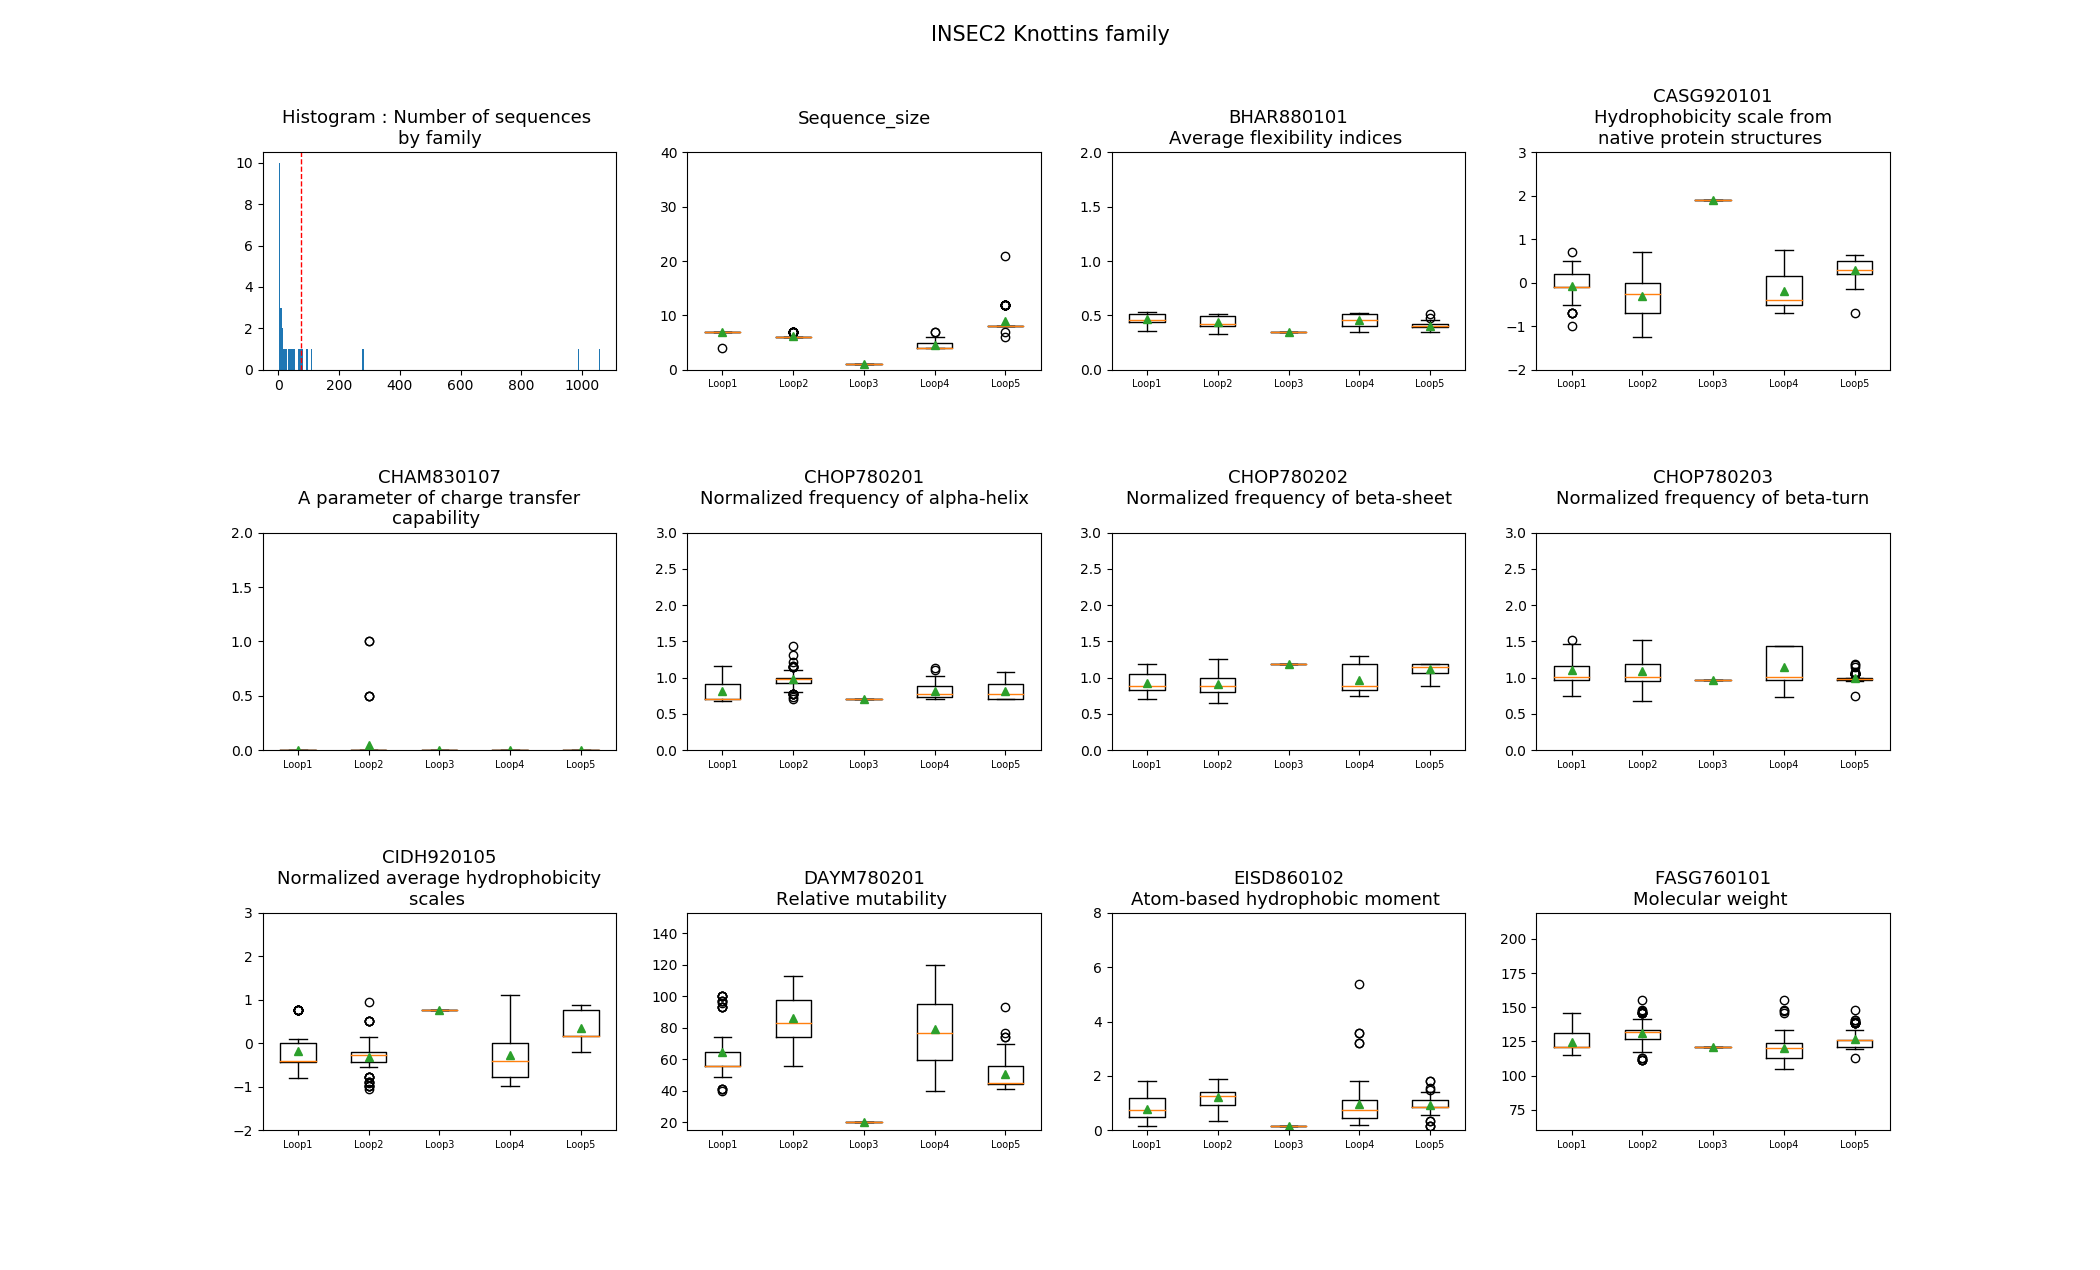 INSEC2 Knottins family
Histogram : Number of sequences
by family
10
8
6
4
2
0
0 200 400 600 800 1000
Sequence_size
40
30
20
10
0
Loop1 Loop2 Loop3 Loop4 Loop5
BHAR880101
Average flexibility indices
2.0
1.5
1.0
0.5
0.0
Loop1 Loop2 Loop3 Loop4 Loop5
CASG920101
Hydrophobicity scale from
native protein structures
3
2
1
0
−1
−2
Loop1 Loop2 Loop3 Loop4 Loop5
CHAM830107
A parameter of charge transfer
capability
2.0
1.5
1.0
0.5
0.0
Loop1 Loop2 Loop3 Loop4 Loop5
CHOP780201
Normalized frequency of alpha-helix
3.0
2.5
2.0
1.5
1.0
0.5
0.0
Loop1 Loop2 Loop3 Loop4 Loop5
CHOP780202
Normalized frequency of beta-sheet
3.0
2.5
2.0
1.5
1.0
0.5
0.0
Loop1 Loop2 Loop3 Loop4 Loop5
CHOP780203
Normalized frequency of beta-turn
3.0
2.5
2.0
1.5
1.0
0.5
0.0
Loop1 Loop2 Loop3 Loop4 Loop5
CIDH920105
Normalized average hydrophobicity
scales
3
2
1
0
−1
−2
Loop1 Loop2 Loop3 Loop4 Loop5
DAYM780201
Relative mutability
140
120
100
80
60
40
20
Loop1 Loop2 Loop3 Loop4 Loop5
EISD860102
Atom-based hydrophobic moment
8
6
4
2
0
Loop1 Loop2 Loop3 Loop4 Loop5
FASG760101
Molecular weight
200
175
150
125
100
75
Loop1 Loop2 Loop3 Loop4 Loop5